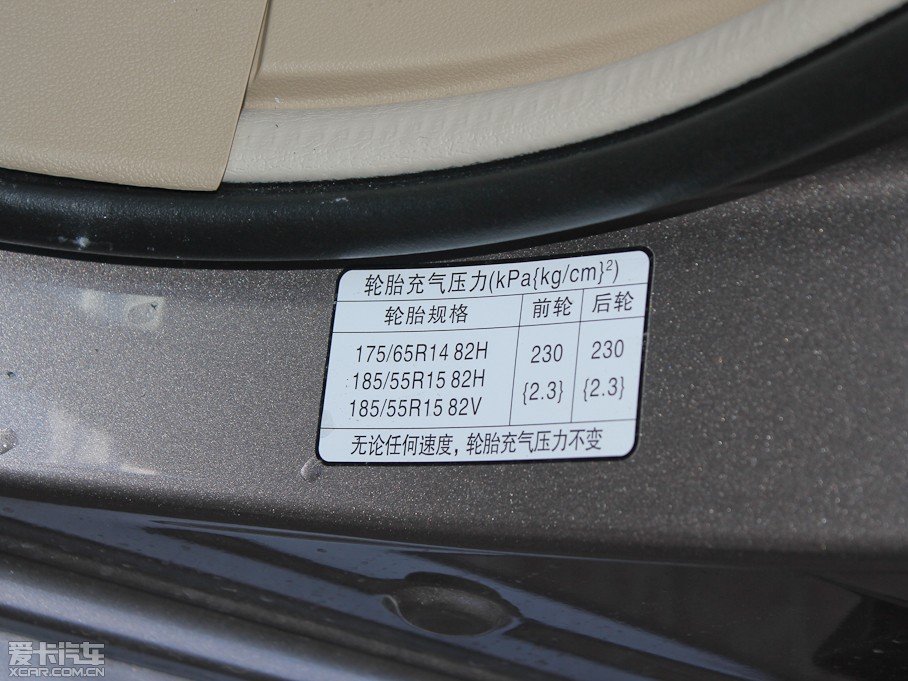 轮胎充气压力(kPa{kg/cm}²)
轮胎规格 前轮 后轮
175/65R14 82H 230 230
185/55R15 82H {2.3} {2.3}
185/55R15 82V
无论任何速度，轮胎充气压力不变
爱卡汽车
XCAR.COM.CN